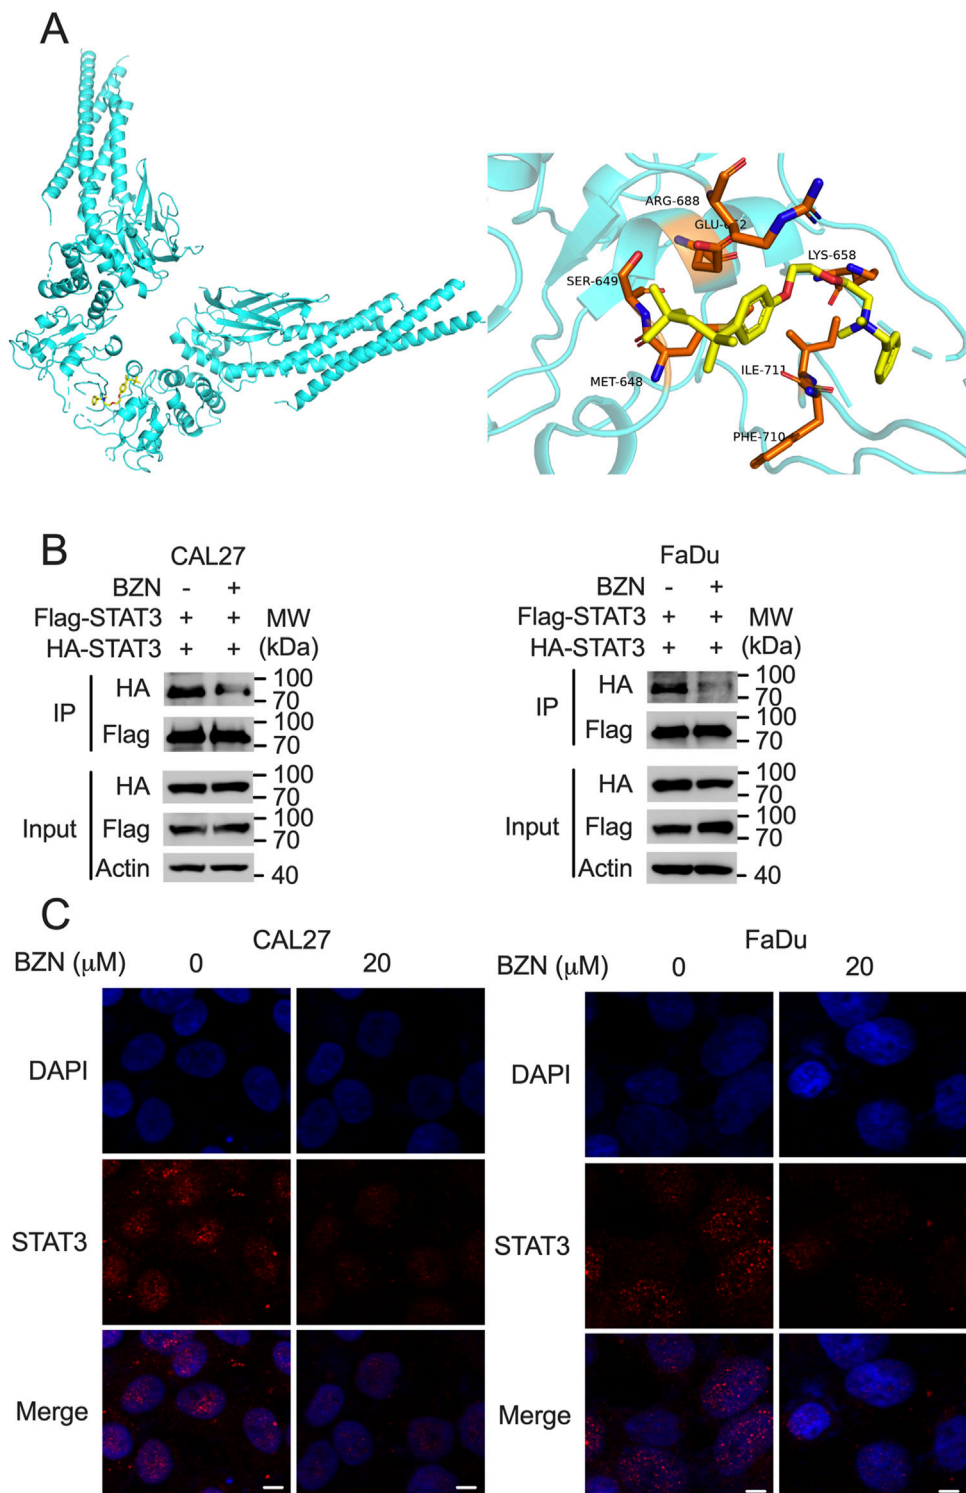 A
ARG-688
LYS-658
SER-649
MET-648
ILE-711
PHE-710
B
CAL27
BZN - +
Flag-STAT3 + + MW
HA-STAT3 + + (kDa)
IP
HA
100
70
Flag
100
70
Input
HA
100
70
Flag
100
70
Actin
40
FaDu
BZN - +
Flag-STAT3 + + MW
HA-STAT3 + + (kDa)
IP
HA
100
70
Flag
100
70
Input
HA
100
70
Flag
100
70
Actin
40
C
CAL27
BZN (μM) 0 20
DAPI
STAT3
Merge
FaDu
BZN (μM) 0 20
DAPI
STAT3
Merge